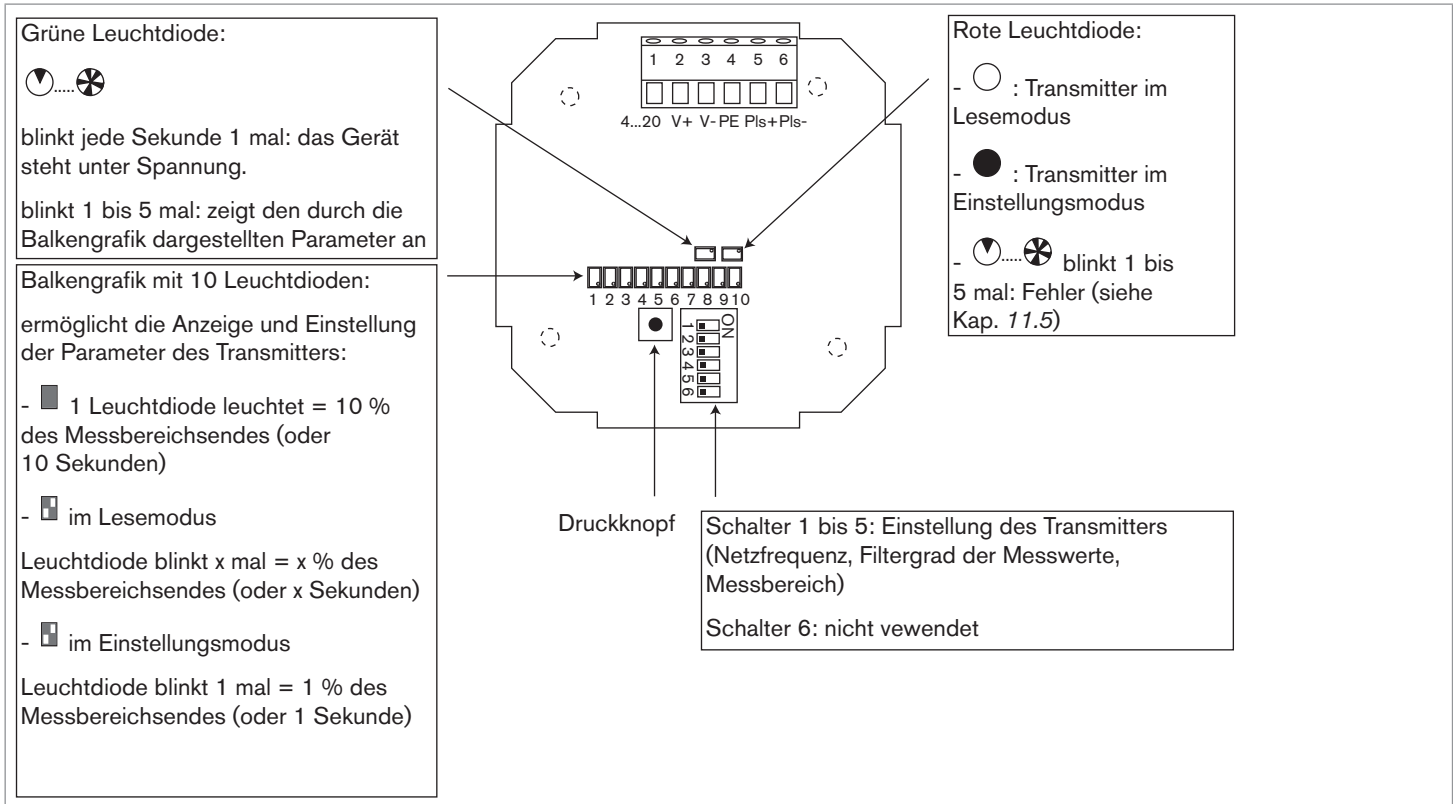 Grüne Leuchtdiode:
.....
blinkt jede Sekunde 1 mal: das Gerät
steht unter Spannung.
blinkt 1 bis 5 mal: zeigt den durch die
Balkengrafik dargestellten Parameter an
Balkengrafik mit 10 Leuchtdioden:
ermöglicht die Anzeige und Einstellung
der Parameter des Transmitters:
- 1 Leuchtdiode leuchtet = 10 %
des Messbereichsendes (oder
10 Sekunden)
- im Lesemodus
Leuchtdiode blinkt x mal = x % des
Messbereichsendes (oder x Sekunden)
- im Einstellungsmodus
Leuchtdiode blinkt 1 mal = 1 % des
Messbereichsendes (oder 1 Sekunde)
1 2 3 4 5 6
4...20 V+ V- PE Pls+ Pls-
1 2 3 4 5 6 7 8 9 10
ON
1
2
3
4
5
6
Druckknopf
Schalter 1 bis 5: Einstellung des Transmitters
(Netzfrequenz, Filtergrad der Messwerte,
Messbereich)
Schalter 6: nicht vewendet
Rote Leuchtdiode:
- : Transmitter im
Lesemodus
- : Transmitter im
Einstellungsmodus
- ..... blinkt 1 bis
5 mal: Fehler (siehe
Kap. 11.5)